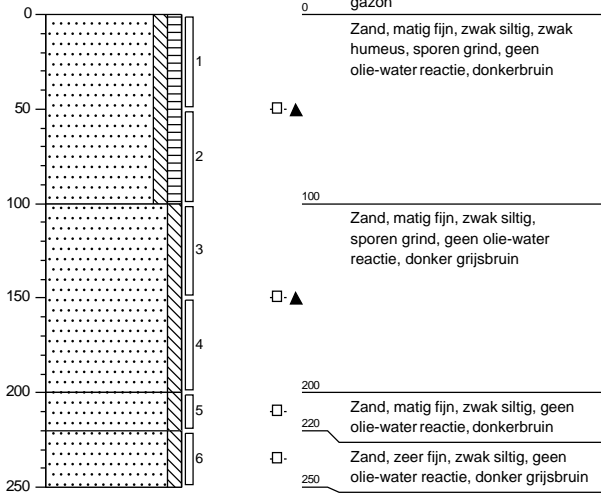 0
50
100
150
200
250
1
2
3
4
5
6
0
gazon
Zand, matig fijn, zwak siltig, zwak
humeus, sporen grind, geen
olie-water reactie, donkerbruin
100
Zand, matig fijn, zwak siltig,
sporen grind, geen olie-water
reactie, donker grijsbruin
200
Zand, matig fijn, zwak siltig, geen
olie-water reactie, donkerbruin
220
Zand, zeer fijn, zwak siltig, geen
olie-water reactie, donker grijsbruin
250